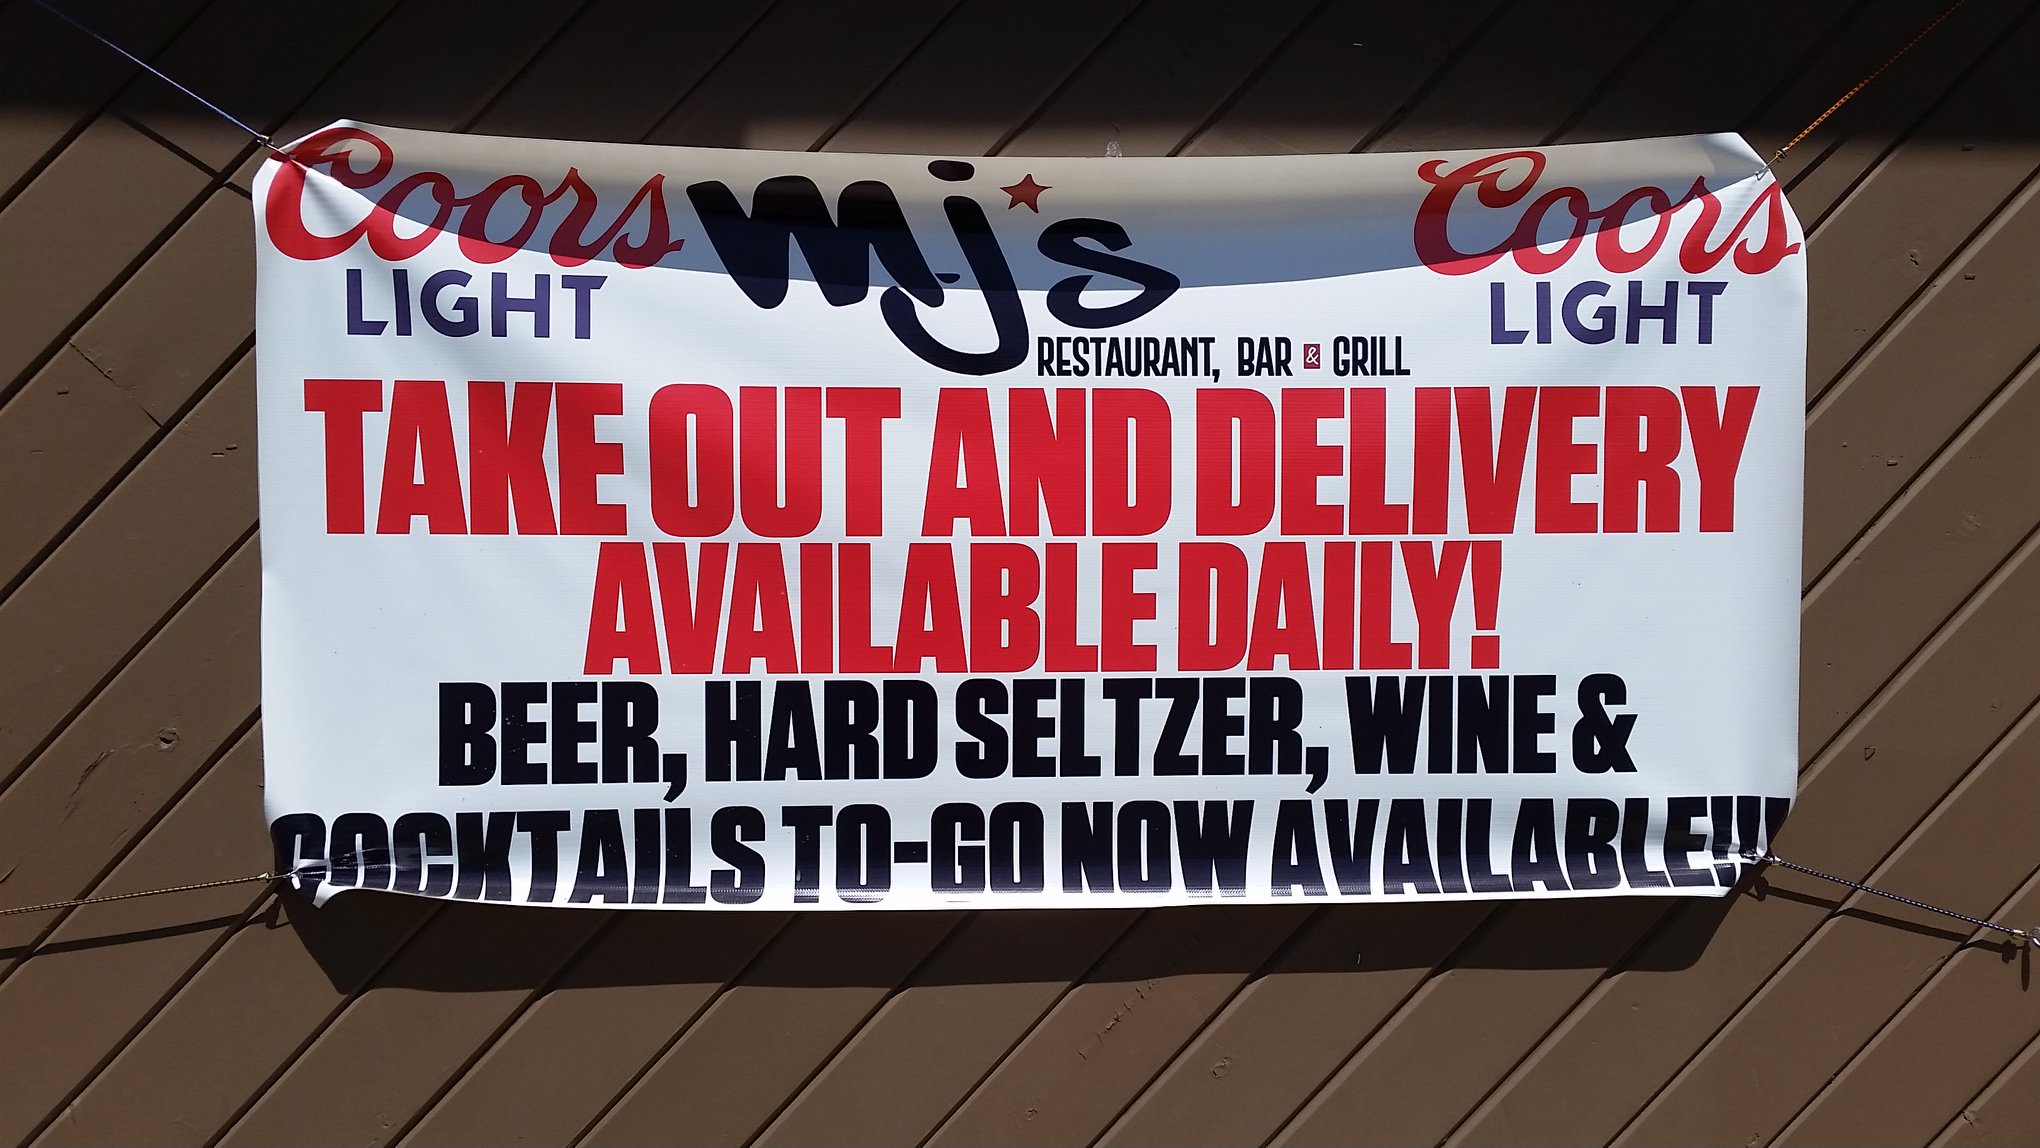 Coors LIGHT
mj's
Coors LIGHT
RESTAURANT, BAR & GRILL
TAKE OUT AND DELIVERY
AVAILABLE DAILY!
BEER, HARD SELTZER, WINE &
COCKTAILS TO-GO NOW AVAILABLE!!!